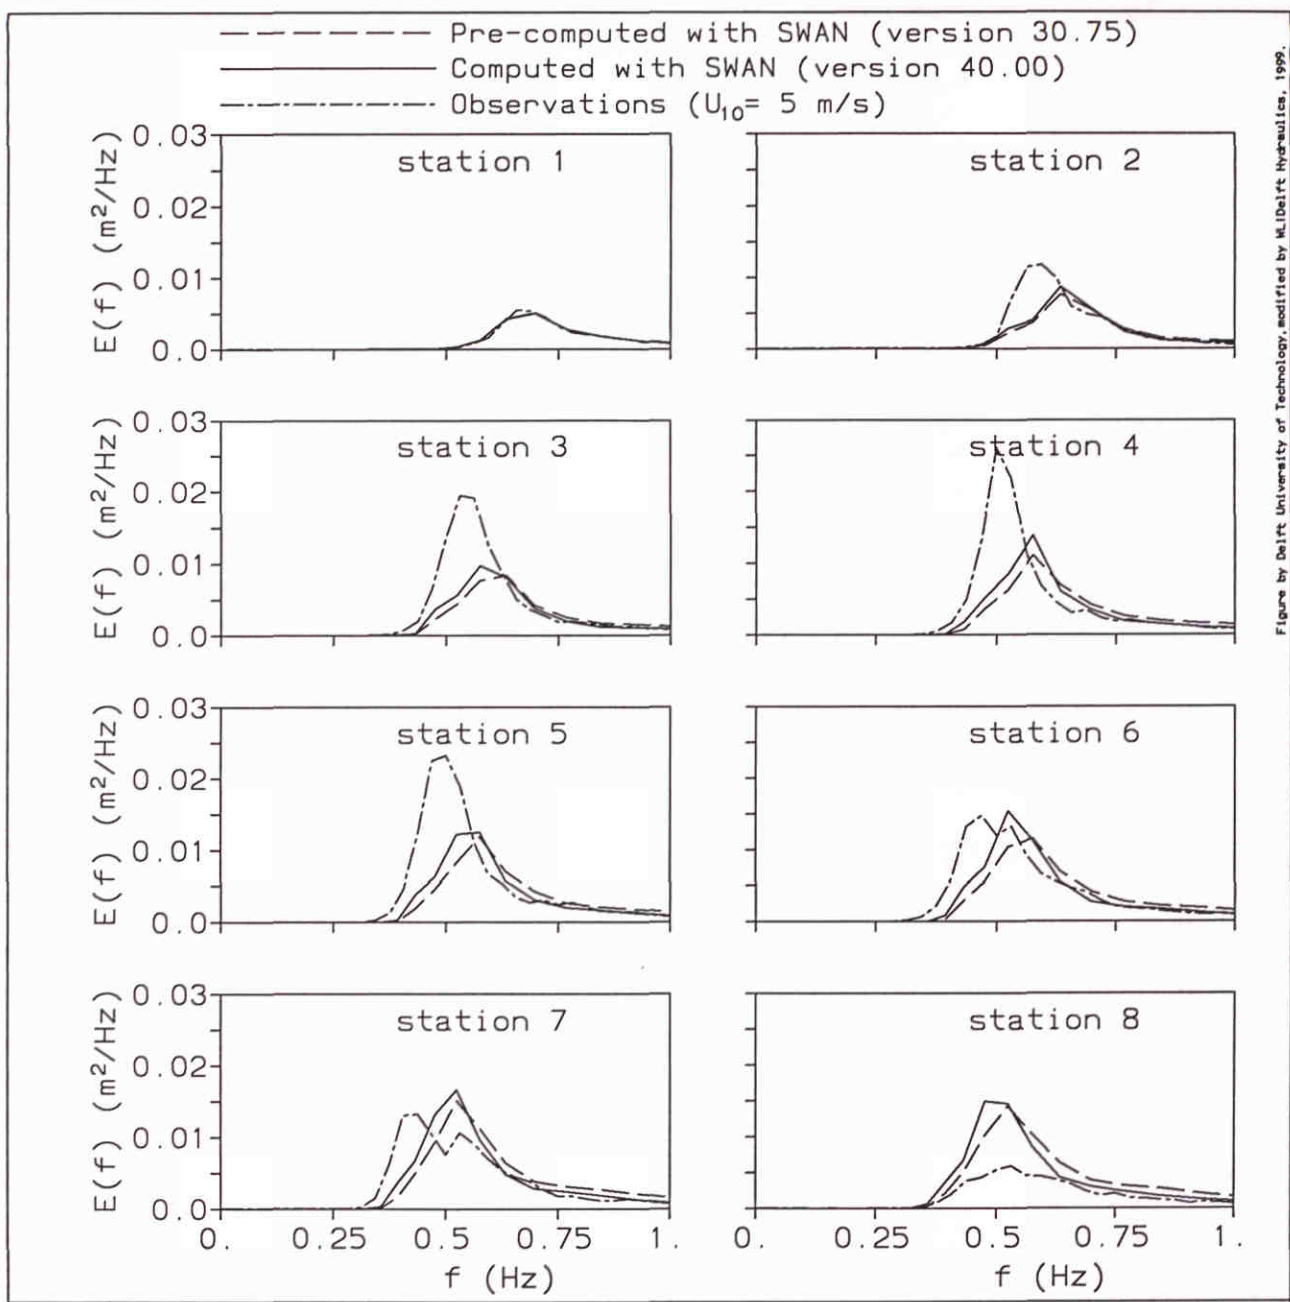 Pre-computed with SWAN (version 30.75)
Computed with SWAN (version 40.00)
Observations (U₁₀= 5 m/s)
Figure by Delft University of Technology, modified by WL|Delft Hydraulics, 1999.
E(f) (m²/Hz)
0.03
0.02
0.01
0.0
station 1
station 2
E(f) (m²/Hz)
0.03
0.02
0.01
0.0
station 3
station 4
E(f) (m²/Hz)
0.03
0.02
0.01
0.0
station 5
station 6
E(f) (m²/Hz)
0.03
0.02
0.01
0.0
station 7
station 8
0. 0.25 0.5 0.75 1.
0. 0.25 0.5 0.75 1.
f (Hz)
f (Hz)